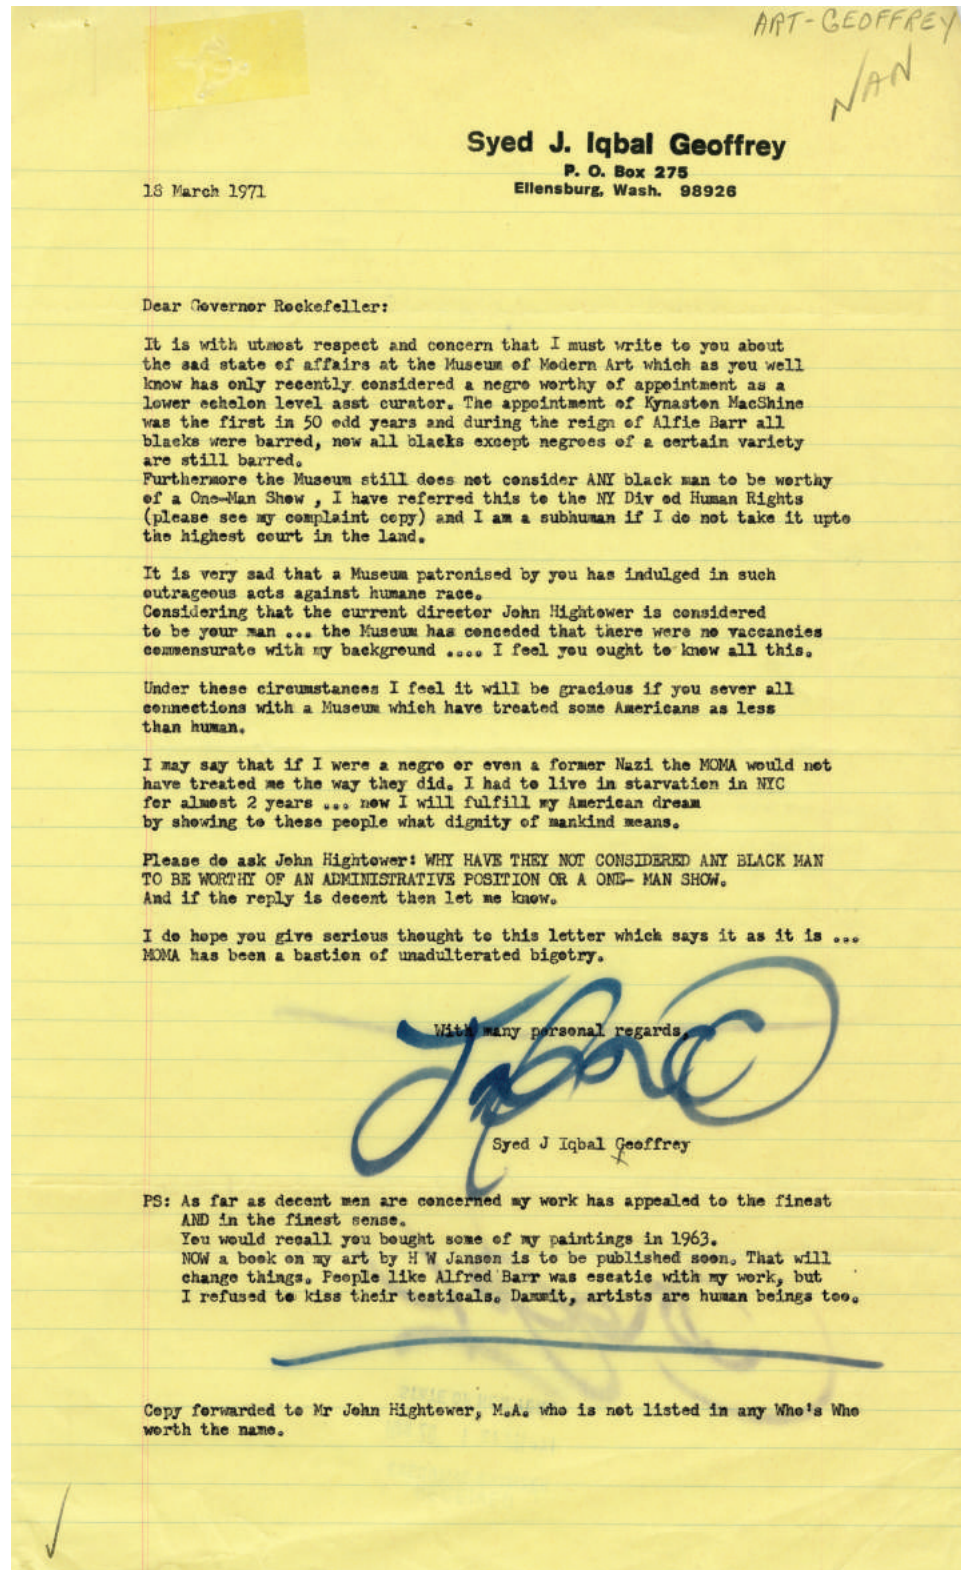 ART-GEOFFREY
NAN
Syed J. Iqbal Geoffrey
P. O. Box 275
Ellensburg, Wash. 98926
18 March 1971
Dear Governor Rockefeller:
It is with utmost respect and concern that I must write to you about
the sad state of affairs at the Museum of Modern Art which as you well
know has only recently considered a negro worthy of appointment as a
lower echelon level asst curator. The appointment of Kynaston MacShine
was the first in 50 odd years and during the reign of Alfie Barr all
blacks were barred, now all blacks except negroes of a certain variety
are still barred.
Furthermore the Museum still does not consider ANY black man to be worthy
of a One-Man Show , I have referred this to the NY Div od Human Rights
(please see my complaint copy) and I am a subhuman if I do not take it upto
the highest court in the land.
It is very sad that a Museum patronised by you has indulged in such
outrageous acts against humane race.
Considering that the current director John Hightower is considered
to be your man ... the Museum has conceded that there were no vaccancies
commensurate with my background .... I feel you ought to know all this.
Under these circumstances I feel it will be gracious if you sever all
connections with a Museum which have treated some Americans as less
than human.
I may say that if I were a negro or even a former Nazi the MOMA would not
have treated me the way they did. I had to live in starvation in NYC
for almost 2 years ... now I will fulfill my American dream
by showing to these people what dignity of mankind means.
Please do ask John Hightower: WHY HAVE THEY NOT CONSIDERED ANY BLACK MAN
TO BE WORTHY OF AN ADMINISTRATIVE POSITION OR A ONE- MAN SHOW.
And if the reply is decent then let me know.
I do hope you give serious thought to this letter which says it as it is ...
MOMA has been a bastion of unadulterated bigotry.
With many personal regards,
Iqbal
Syed J Iqbal Geoffrey
PS: As far as decent men are concerned my work has appealed to the finest
AND in the finest sense.
You would recall you bought some of my paintings in 1963.
NOW a book on my art by H W Janson is to be published soon. That will
change things. People like Alfred Barr was escatic with my work, but
I refused to kiss their testicals. Dammit, artists are human beings too.
Copy forwarded to Mr John Hightower, M.A. who is not listed in any Who's Who
worth the name.